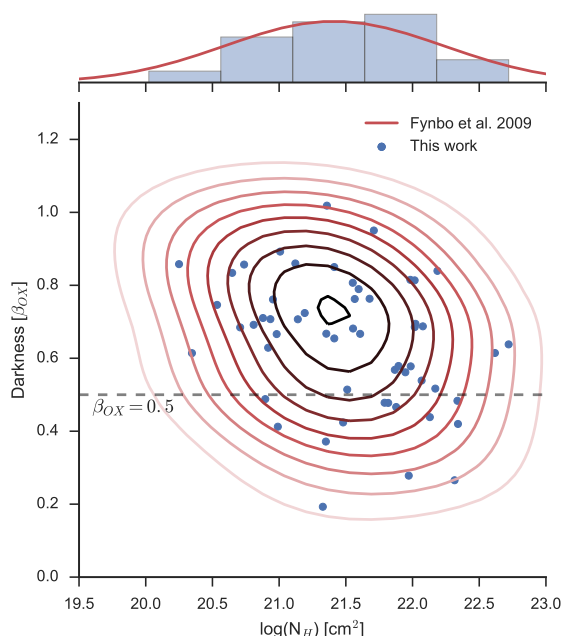 1.2
1.0
0.8
0.6
0.4
0.2
0.0
Darkness [β_OX]
Fynbo et al. 2009
This work
β_OX = 0.5
19.5 20.0 20.5 21.0 21.5 22.0 22.5 23.0
log(N_H) [cm²]